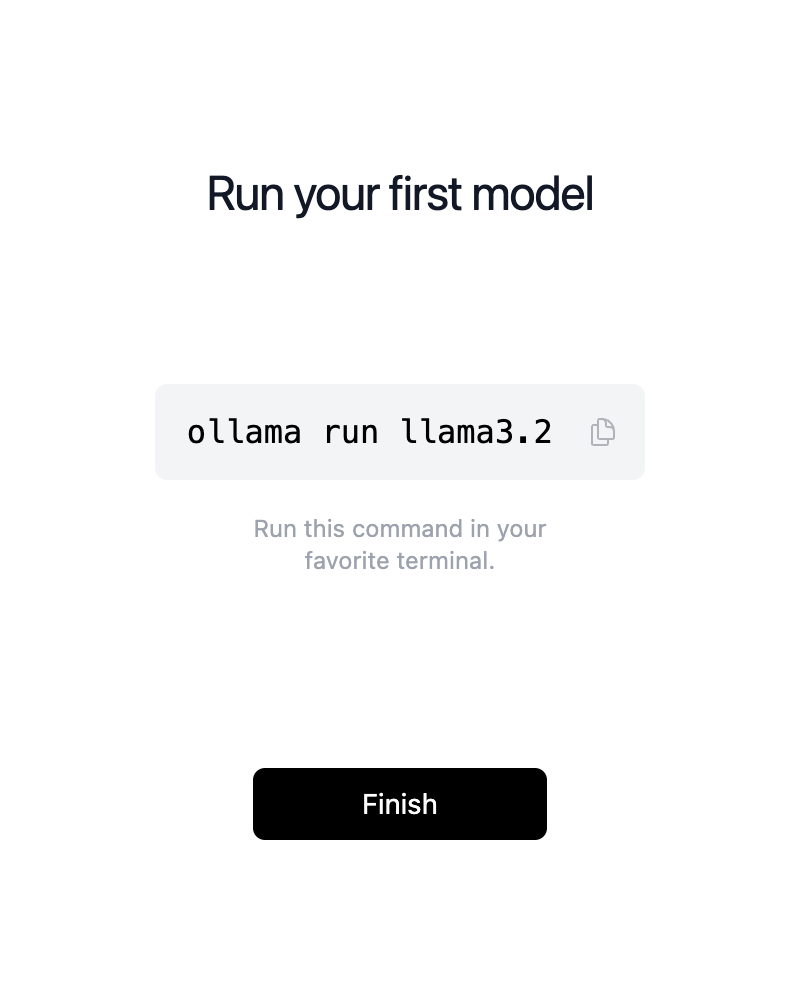 Run your first model
ollama run llama3.2
Run this command in your
favorite terminal.
Finish